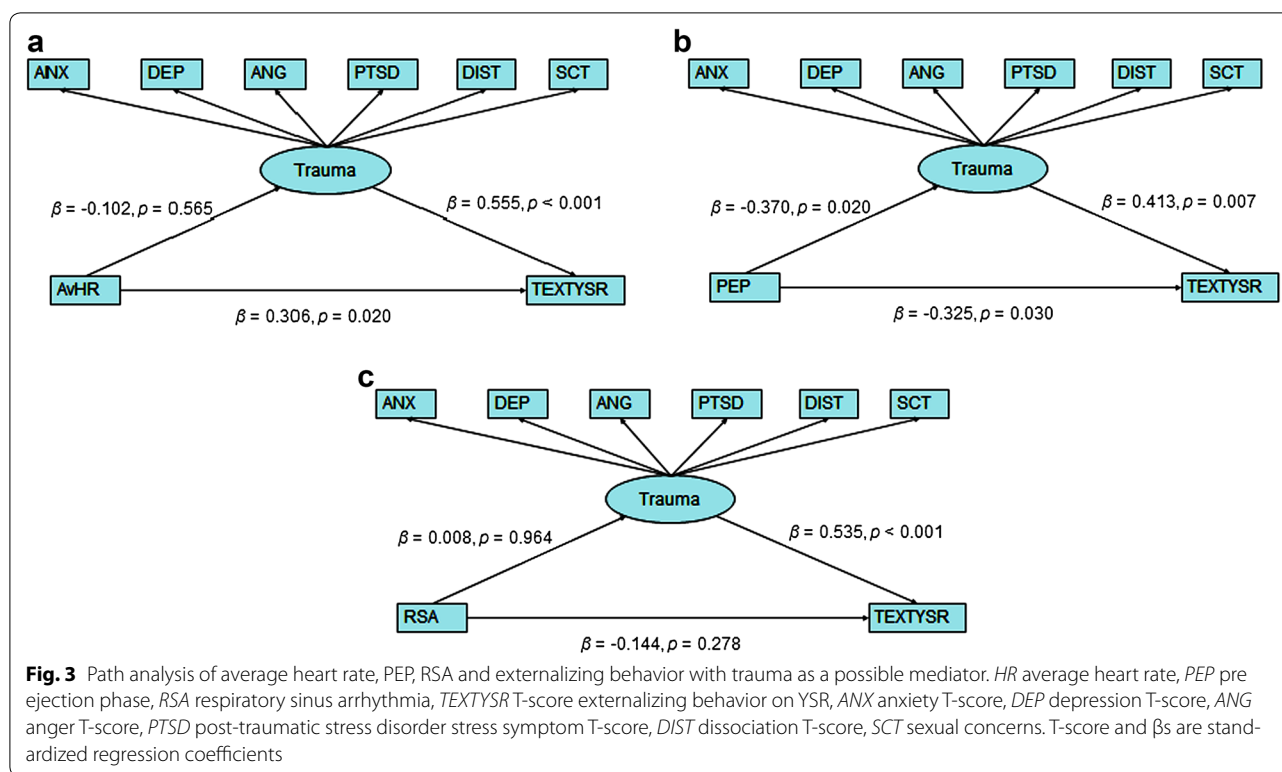 a
ANX DEP ANG PTSD DIST SCT
Trauma
β = -0.102, p = 0.565
β = 0.555, p < 0.001
AvHR
TEXTYSR
β = 0.306, p = 0.020
b
ANX DEP ANG PTSD DIST SCT
Trauma
β = -0.370, p = 0.020
β = 0.413, p = 0.007
PEP
TEXTYSR
β = -0.325, p = 0.030
c
ANX DEP ANG PTSD DIST SCT
Trauma
β = 0.008, p = 0.964
β = 0.535, p < 0.001
RSA
TEXTYSR
β = -0.144, p = 0.278
Fig. 3 Path analysis of average heart rate, PEP, RSA and externalizing behavior with trauma as a possible mediator. HR average heart rate, PEP pre
ejection phase, RSA respiratory sinus arrhythmia, TEXTYSR T-score externalizing behavior on YSR, ANX anxiety T-score, DEP depression T-score, ANG
anger T-score, PTSD post-traumatic stress disorder stress symptom T-score, DIST dissociation T-score, SCT sexual concerns. T-score and βs are stand-
ardized regression coefficients